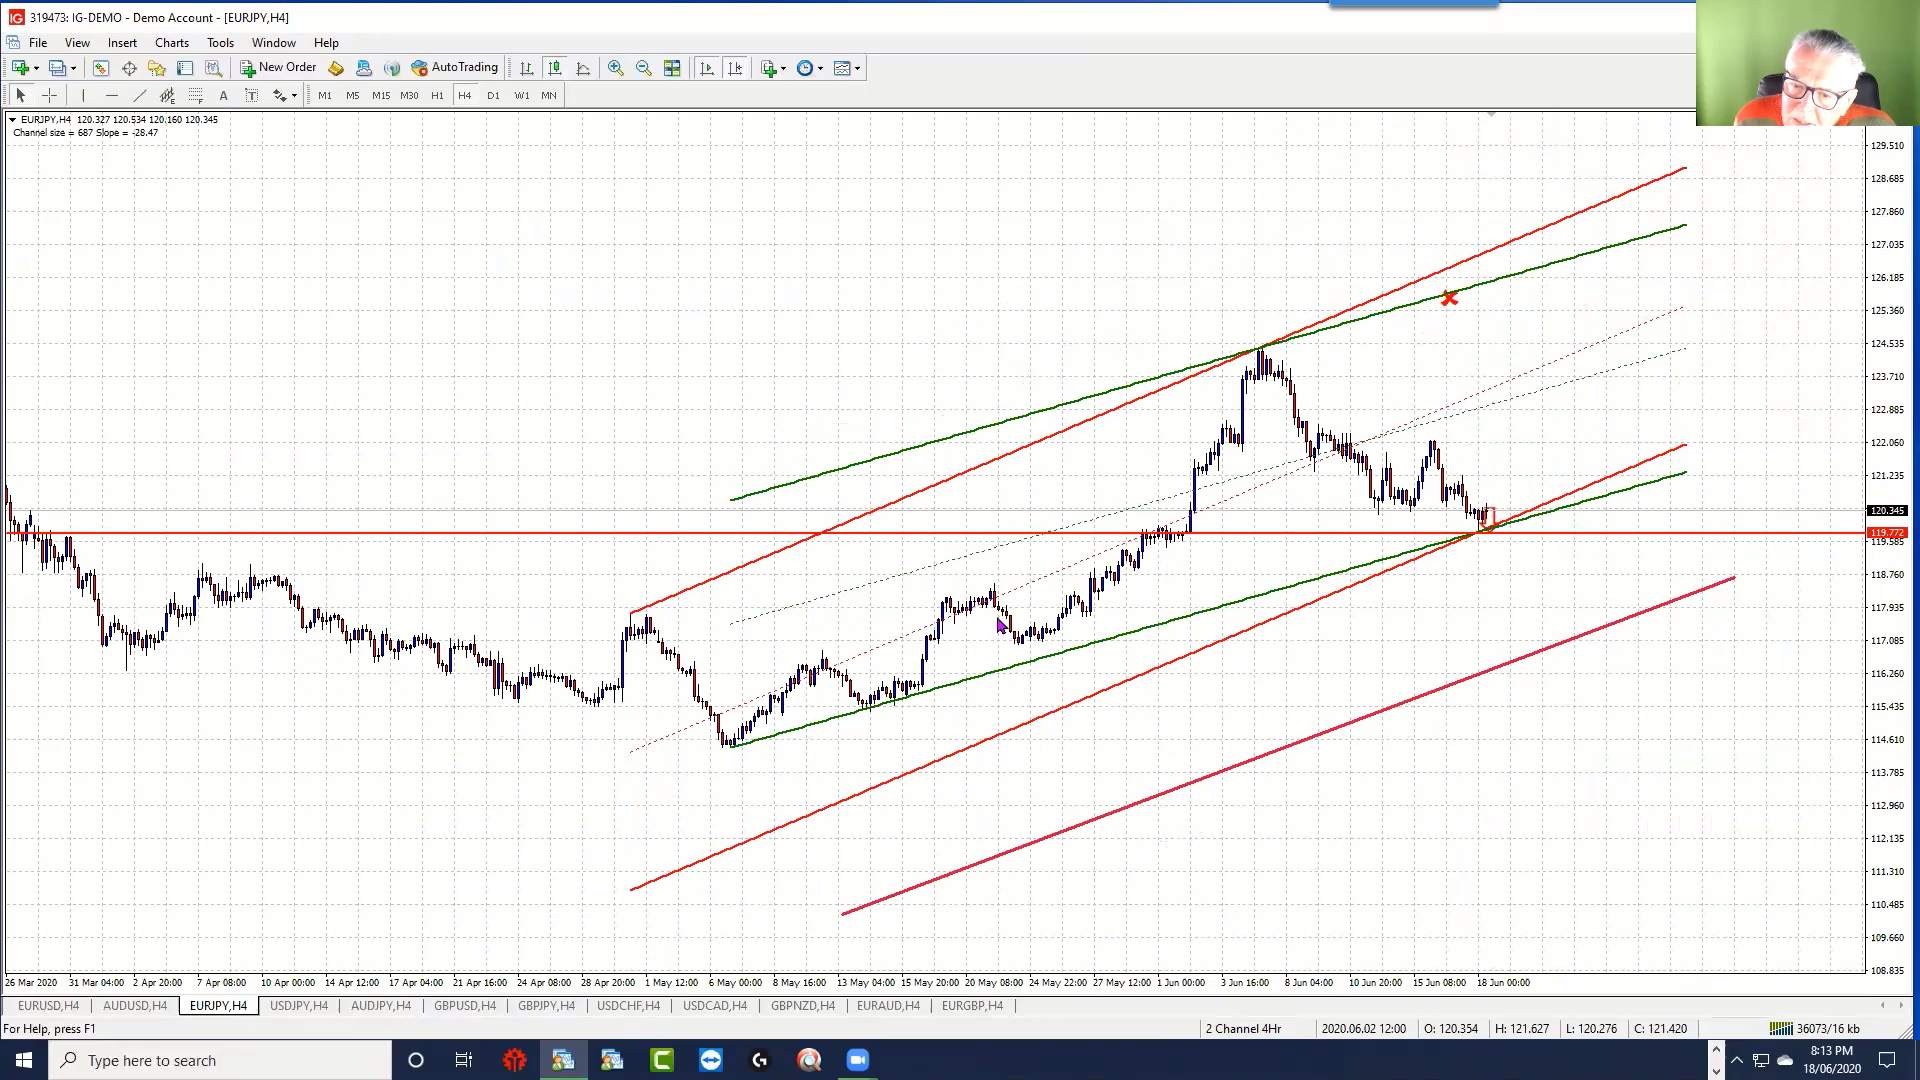 319473: IG-DEMO - Demo Account - [EURJPY,H4]
File View Insert Charts Tools Window Help
New Order AutoTrading
A T M1 M5 M15 M30 H1 H4 D1 W1 MN
EURJPY,H4 120.327 120.534 120.160 120.345
Channel size = 687 Slope = -28.47
129.510
128.685
127.860
127.035
126.185
125.360
124.535
123.710
122.885
122.060
121.235
120.345
119.772
119.585
118.760
117.935
117.085
116.260
115.435
114.610
113.785
112.960
112.135
111.310
110.485
109.660
108.835
26 Mar 2020 31 Mar 04:00 2 Apr 20:00 7 Apr 08:00 10 Apr 00:00 14 Apr 12:00 17 Apr 04:00 21 Apr 16:00 24 Apr 08:00 28 Apr 20:00 1 May 12:00 6 May 00:00 8 May 16:00 13 May 04:00 15 May 20:00 20 May 08:00 24 May 22:00 27 May 12:00 1 Jun 00:00 3 Jun 16:00 8 Jun 04:00 10 Jun 20:00 15 Jun 08:00 18 Jun 00:00
EURUSD,H4 AUDUSD,H4 EURJPY,H4 USDJPY,H4 AUDJPY,H4 GBPUSD,H4 GBPJPY,H4 USDCHF,H4 USDCAD,H4 GBPNZD,H4 EURAUD,H4 EURGBP,H4
For Help, press F1 2 Channel 4Hr 2020.06.02 12:00 O: 120.354 H: 121.627 L: 120.276 C: 121.420 36073/16 kb
Type here to search 8:13 PM
18/06/2020